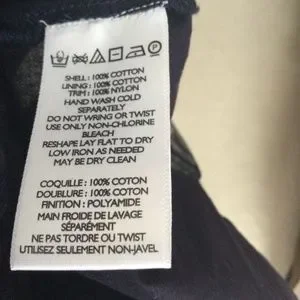 SHELL : 100% COTTON
LINING : 100% COTTON
TRIM : 100% NYLON
HAND WASH COLD
SEPARATELY
DO NOT WRING OR TWIST
USE ONLY NON-CHLORINE
BLEACH
RESHAPE LAY FLAT TO DRY
LOW IRON AS NEEDED
MAY BE DRY CLEAN
COQUILLE : 100% COTON
DOUBLURE : 100% COTON
FINITION : POLYAMIDE
MAIN FROIDE DE LAVAGE
SÉPARÉMENT
NE PAS TORDRE OU TWIST
UTILISEZ SEULEMENT NON-JAVEL